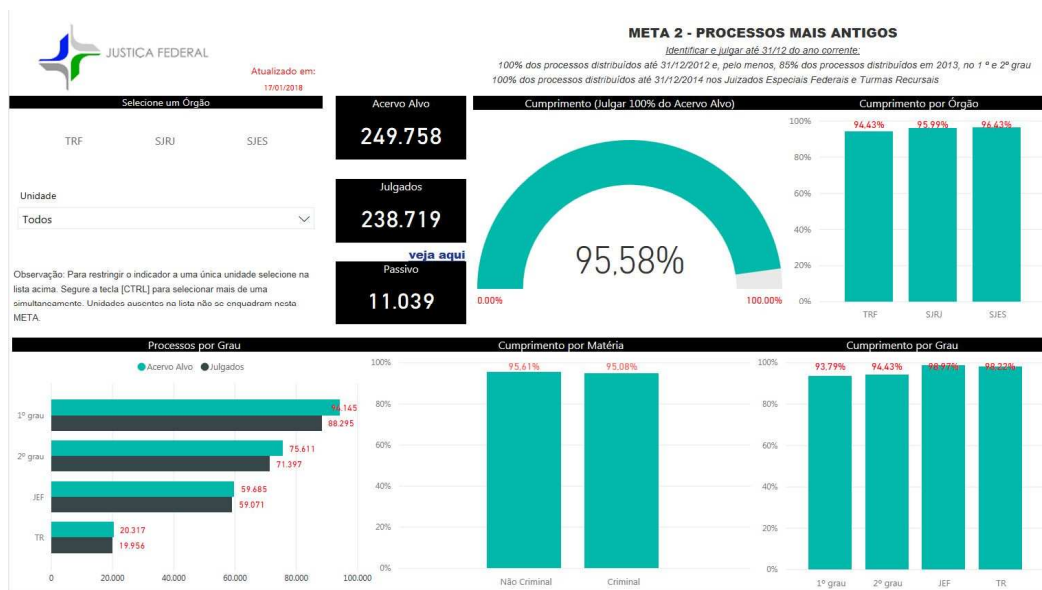 JUSTIÇA FEDERAL
Atualizado em:
17/01/2018
META 2 - PROCESSOS MAIS ANTIGOS
Identificar e julgar até 31/12 do ano corrente:
100% dos processos distribuídos até 31/12/2012 e, pelo menos, 85% dos processos distribuídos em 2013, no 1 º e 2º grau
100% dos processos distribuídos até 31/12/2014 nos Juizados Especiais Federais e Turmas Recursais
Selecione um Órgão
TRF SJRJ SJES
Unidade
Todos
Observação: Para restringir o indicador a uma única unidade selecione na
lista acima. Segure a tecla [CTRL] para selecionar mais de uma
simultaneamente. Unidades ausentes na lista não se enquadram nesta
META.
Acervo Alvo
249.758
Julgados
238.719
veja aqui
Passivo
11.039
Cumprimento (Julgar 100% do Acervo Alvo)
95,58%
0.00% 100.00%
Cumprimento por Órgão
100%
80%
60%
40%
20%
0%
94,43% 95,99% 96,43%
TRF SJRJ SJES
Processos por Grau
Acervo Alvo Julgados
1º grau
94.145
88.295
2º grau
75.611
71.397
JEF
59.685
59.071
TR
20.317
19.956
0 20.000 40.000 60.000 80.000 100.000
Cumprimento por Matéria
100%
80%
60%
40%
20%
0%
95,61% 95,08%
Não Criminal Criminal
Cumprimento por Grau
100%
80%
60%
40%
20%
0%
93,79% 94,43% 98,97% 98,22%
1º grau 2º grau JEF TR